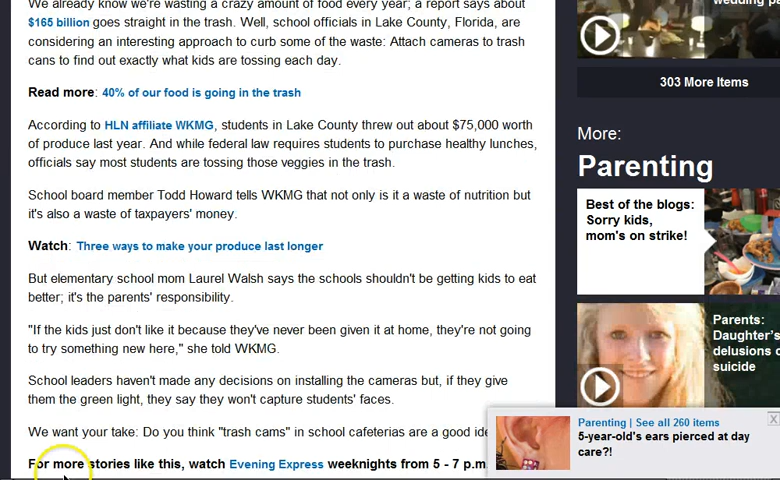 We already know we're wasting a crazy amount of food every year; a report says about
$165 billion goes straight in the trash. Well, school officials in Lake County, Florida, are
considering an interesting approach to curb some of the waste: Attach cameras to trash
cans to find out exactly what kids are tossing each day.
Read more: 40% of our food is going in the trash
According to HLN affiliate WKMG, students in Lake County threw out about $75,000 worth
of produce last year. And while federal law requires students to purchase healthy lunches,
officials say most students are tossing those veggies in the trash.
School board member Todd Howard tells WKMG that not only is it a waste of nutrition but
it's also a waste of taxpayers' money.
Watch: Three ways to make your produce last longer
But elementary school mom Laurel Walsh says the schools shouldn't be getting kids to eat
better; it's the parents' responsibility.
"If the kids just don't like it because they've never been given it at home, they're not going
to try something new here," she told WKMG.
School leaders haven't made any decisions on installing the cameras but, if they give
them the green light, they say they won't capture students' faces.
We want your take: Do you think "trash cams" in school cafeterias are a good
For more stories like this, watch Evening Express weeknights from 5 - 7 p.m.
wedding
303 More Items
More:
Parenting
Best of the blogs:
Sorry kids,
mom's on strike!
Parents:
Daughter's
delusions
suicide
Parenting | See all 260 items
5-year-old's ears pierced at day
care?!
X